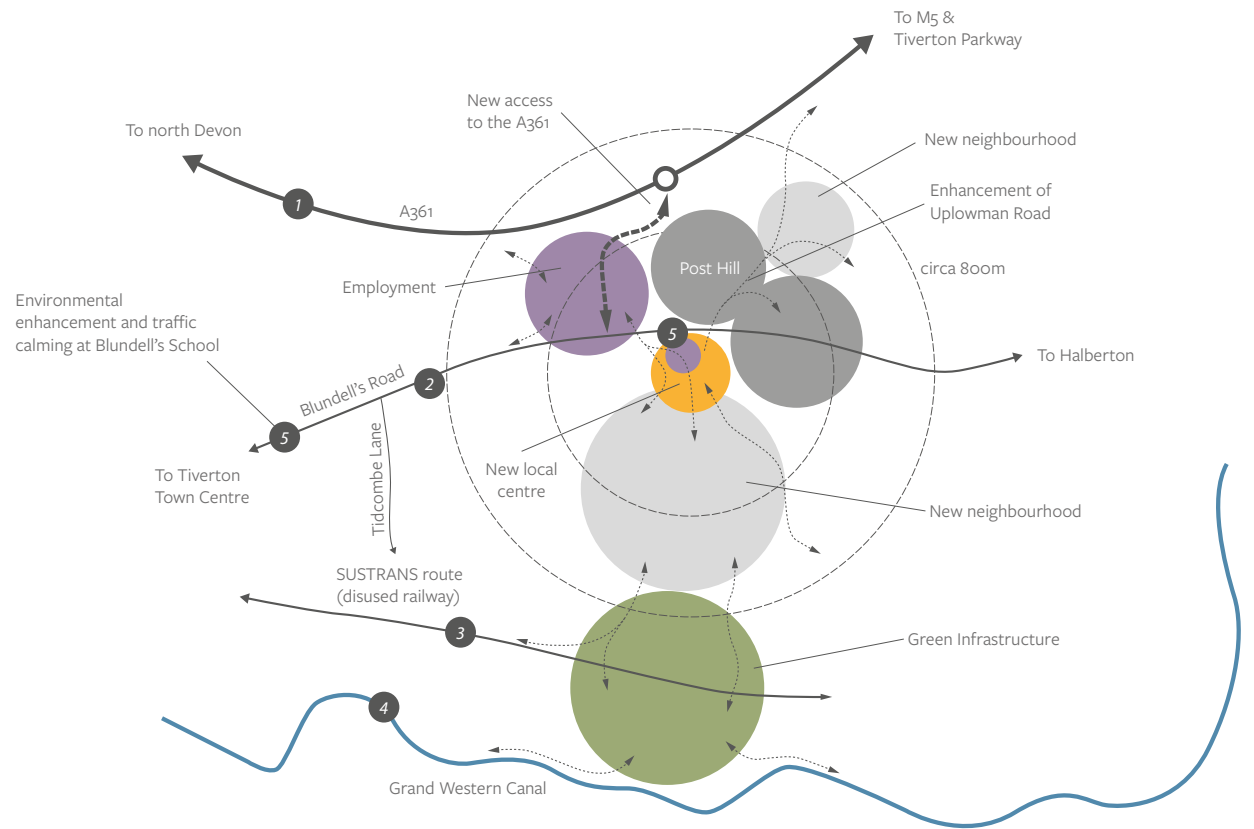 To M5 &
Tiverton Parkway
New access
to the A361
To north Devon
New neighbourhood
Enhancement of
Uplowman Road
1
A361
Post Hill
circa 800m
Employment
Environmental
enhancement and traffic
calming at Blundell's School
5
To Halberton
Blundell's Road
2
5
To Tiverton
Town Centre
Tidcombe Lane
New local
centre
New neighbourhood
SUSTRANS route
(disused railway)
3
Green Infrastructure
4
Grand Western Canal